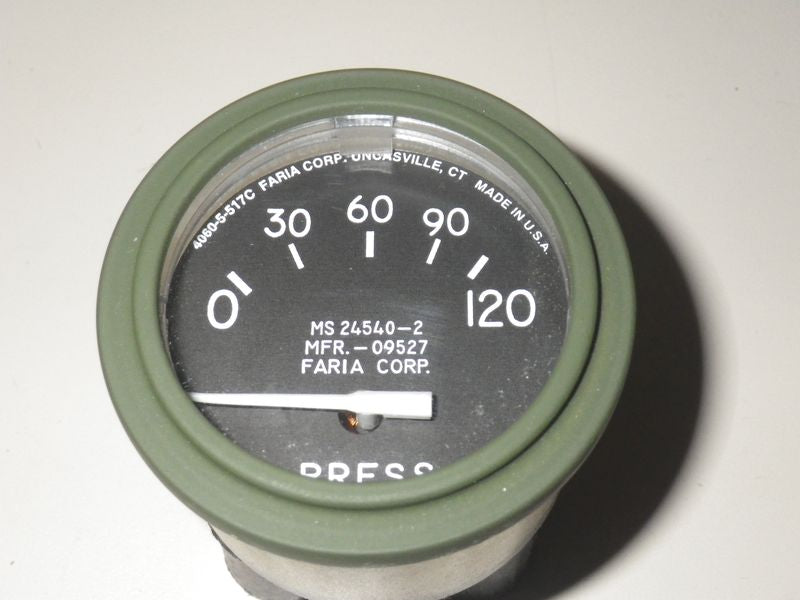 4060-5-517C FARIA CORP. UNCASVILLE, CT MADE IN U.S.A.
0 30 60 90 120
MS 24540-2
MFR.-09527
FARIA CORP.
PRESS